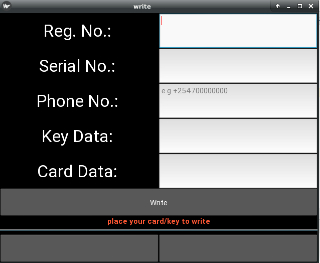 Wr
write
Reg. No.:
Serial No.:
Phone No.:
e.g +254700000000
Key Data:
Card Data:
Write
place your card/key to write